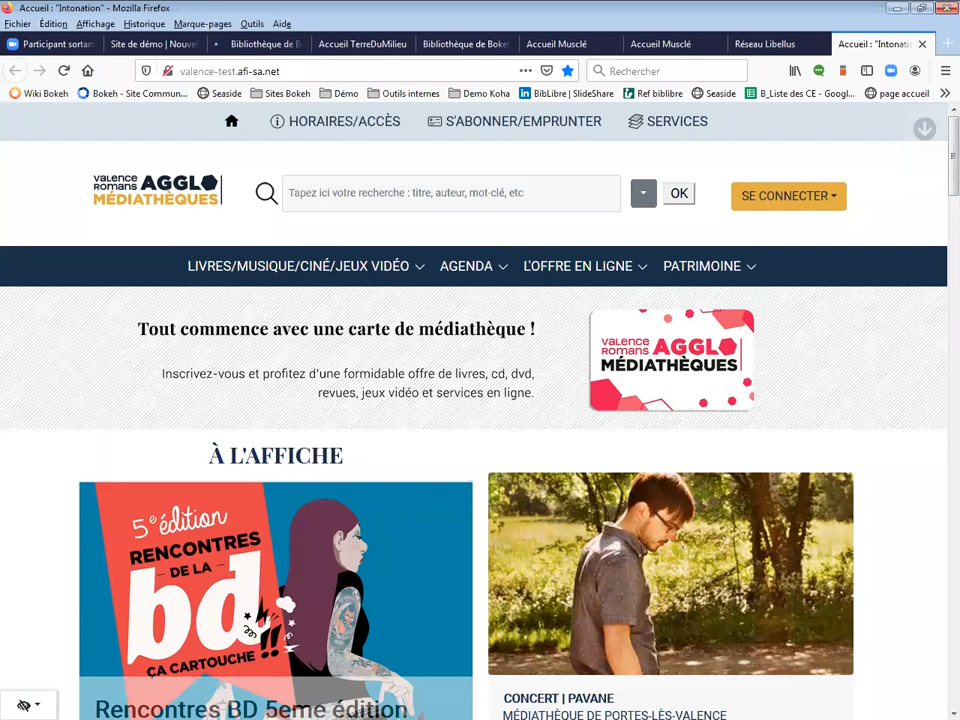 Accueil : "Intonation" - Mozilla Firefox
Fichier Édition Affichage Historique Marque-pages Outils Aide
Participant sortan
Site de démo | Nouvel
Bibliothèque de B
Accueil TerreDuMilieu
Bibliothèque de Bokeh
Accueil Musclé
Accueil Musclé
Réseau Libellus
Accueil : "Intonatio
valence-test.afi-sa.net
Rechercher
Wiki Bokeh
Bokeh - Site Commun...
Seaside
Sites Bokeh
Démo
Outils internes
Demo Koha
BibLibre | SlideShare
Ref biblibre
Seaside
B_Liste des CE - Googl...
page accueil
HORAIRES/ACCÈS
S'ABONNER/EMPRUNTER
SERVICES
valence
romans AGGLO
MÉDIATHÈQUES
Tapez ici votre recherche : titre, auteur, mot-clé, etc
OK
SE CONNECTER
LIVRES/MUSIQUE/CINÉ/JEUX VIDÉO
AGENDA
L'OFFRE EN LIGNE
PATRIMOINE
Tout commence avec une carte de médiathèque !
Inscrivez-vous et profitez d'une formidable offre de livres, cd, dvd,
revues, jeux vidéo et services en ligne.
valence
romans AGGLO
MÉDIATHÈQUES
À L'AFFICHE
5e édition
RENCONTRES
DE LA
bd
ÇA CARTOUCHE
!!
Rencontres BD 5eme édition
CONCERT | PAVANE
MÉDIATHÈQUE DE PORTES-LÈS-VALENCE